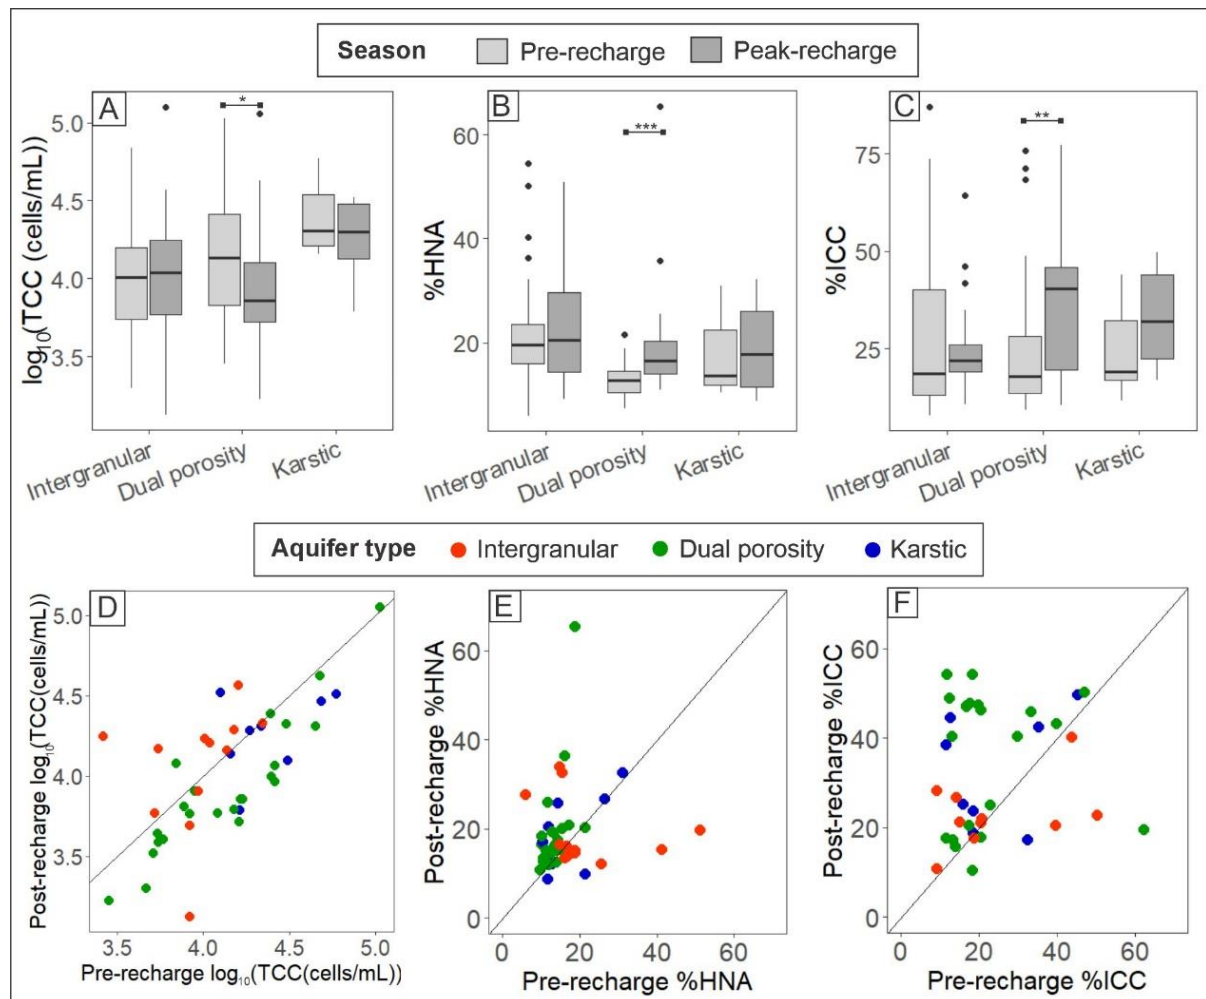 Season Pre-recharge Peak-recharge
A
*
log10(TCC (cells/mL))
5.0
4.5
4.0
3.5
Intergranular
Dual porosity
Karstic
B
***
%HNA
60
40
20
Intergranular
Dual porosity
Karstic
C
**
%ICC
75
50
25
Intergranular
Dual porosity
Karstic
Aquifer type Intergranular Dual porosity Karstic
D
Post-recharge log10(TCC(cells/mL))
5.0
4.5
4.0
3.5
3.5 4.0 4.5 5.0
Pre-recharge log10(TCC(cells/mL))
E
Post-recharge %HNA
60
40
20
0
0 20 40 60
Pre-recharge %HNA
F
Post-recharge %ICC
60
40
20
0
0 20 40 60
Pre-recharge %ICC